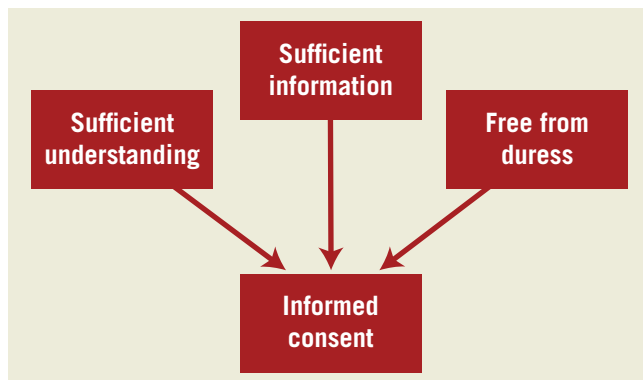 Sufficient
information
Sufficient
understanding
Free from
duress
Informed
consent